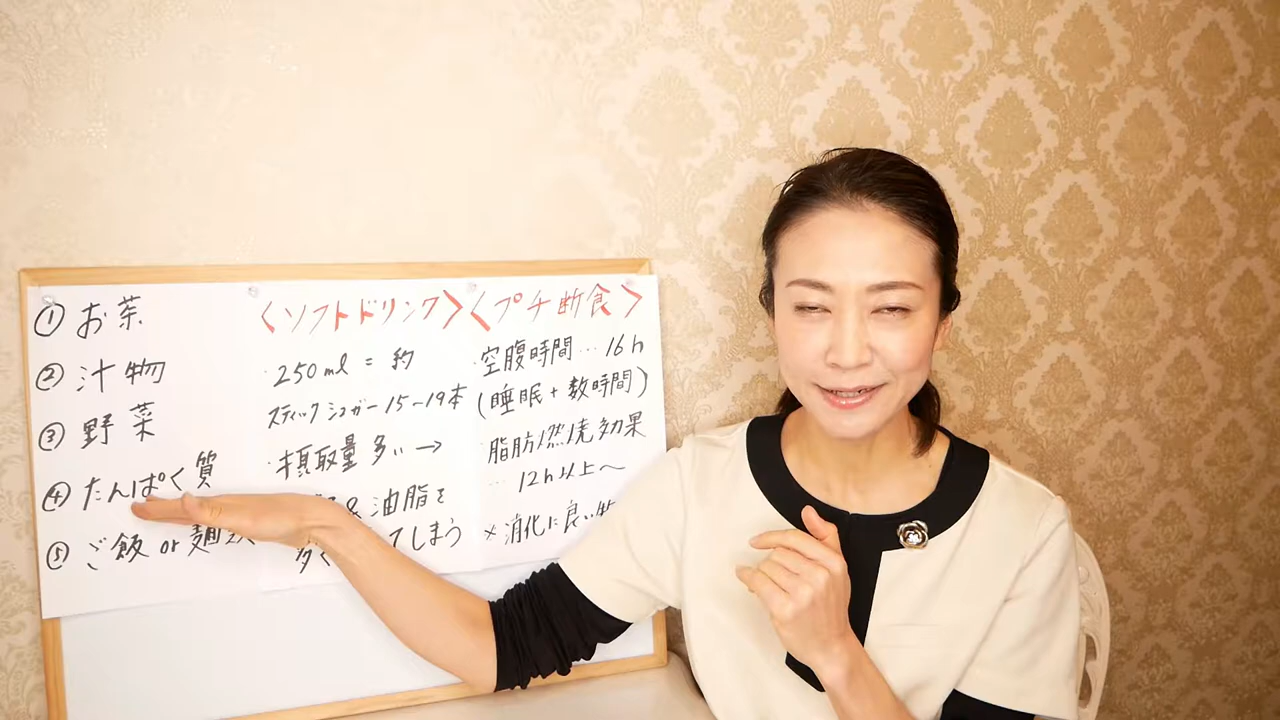 ① お茶
② 汁物
③ 野菜
④ たんぱく質
⑤ ご飯 or 麺
〈ソフトドリンク〉
・250ml = 約
スティックシュガー15〜19本
・摂取量多い→
& 油脂を
多く てしまう
〈プチ断食〉
・空腹時間…16h
(睡眠+数時間)
・脂肪燃焼効果
…12h以上〜
※消化に良い